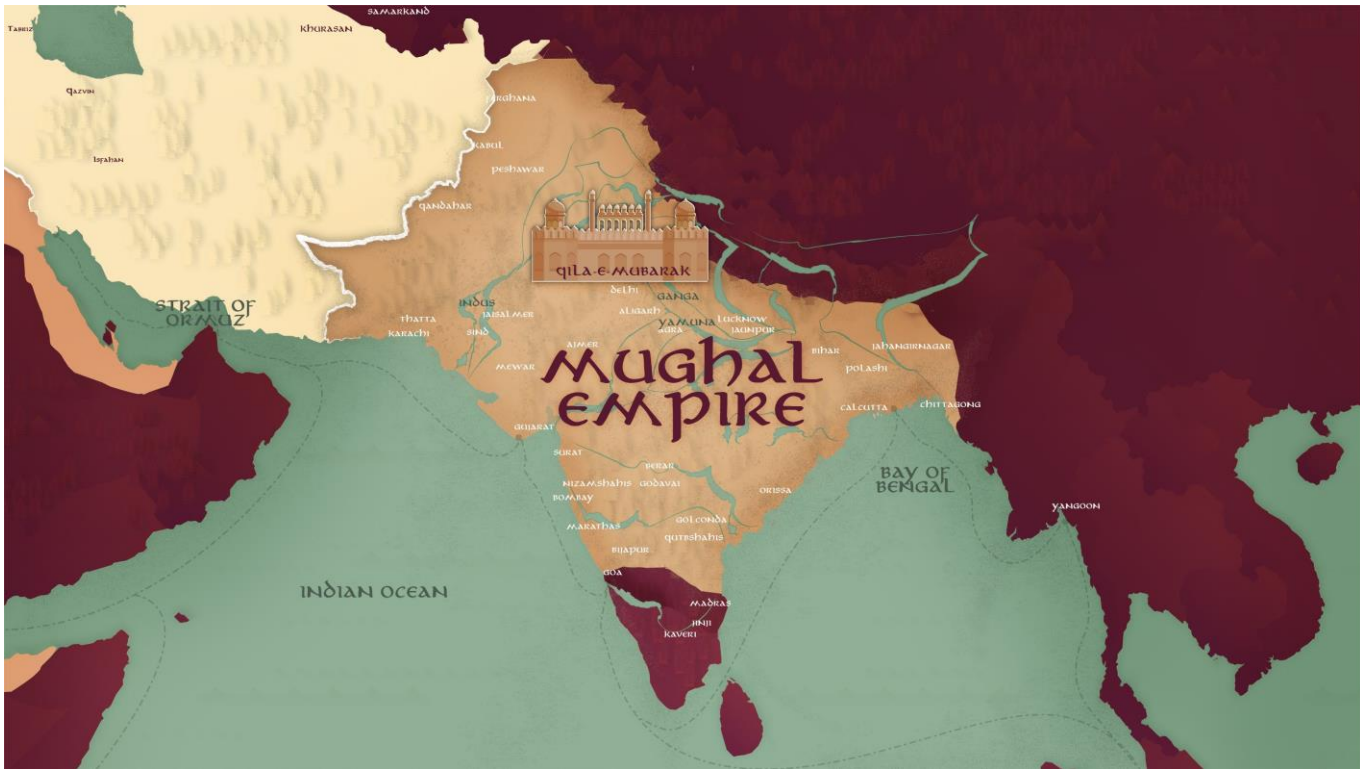 SAMARKAND
TABRIZ
KHURASAN
QAZVIN
ISFAHAN
KABUL
PESHAWAR
QANDAHAR
QILA-E-MUBARAK
DELHI
GANGA
INDUS
STRAIT OF
ORMUZ
JAISALMER
ALIGARH
THATTA
YAMUNA
LUCKNOW
KARACHI
SIND
AGRA
JAUNPUR
AJMER
BIHAR
JAHANGIRNAGAR
MEWAR
POLASHI
MUGHAL
EMPIRE
CALCUTTA
CHITTAGONG
GUJARAT
SURAT
BERAR
BAY OF
BENGAL
NIZAMSHAHIS
GODAVAI
ORISSA
BOMBAY
YANGOON
MARATHAS
GOLCONDA
QUTBSHAHIS
BIJAPUR
GOA
INDIAN OCEAN
MADRAS
JINJI
KAVERI